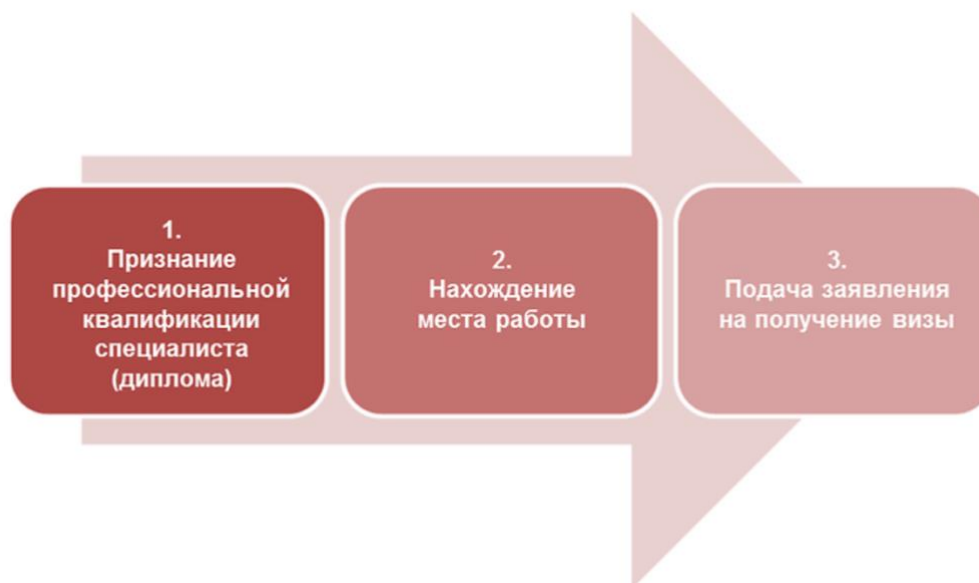 1.
Признание
профессиональной
квалификации
специалиста
(диплома)
2.
Нахождение
места работы
3.
Подача заявления
на получение визы